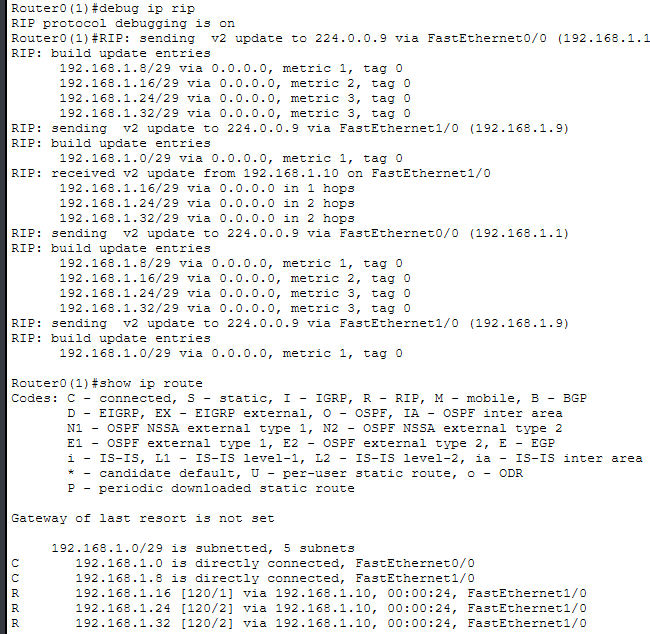 Router0(1)#debug ip rip
RIP protocol debugging is on
Router0(1)#RIP: sending  v2 update to 224.0.0.9 via FastEthernet0/0 (192.168.1.1
RIP: build update entries
      192.168.1.8/29 via 0.0.0.0, metric 1, tag 0
      192.168.1.16/29 via 0.0.0.0, metric 2, tag 0
      192.168.1.24/29 via 0.0.0.0, metric 3, tag 0
      192.168.1.32/29 via 0.0.0.0, metric 3, tag 0
RIP: sending  v2 update to 224.0.0.9 via FastEthernet1/0 (192.168.1.9)
RIP: build update entries
      192.168.1.0/29 via 0.0.0.0, metric 1, tag 0
RIP: received v2 update from 192.168.1.10 on FastEthernet1/0
      192.168.1.16/29 via 0.0.0.0 in 1 hops
      192.168.1.24/29 via 0.0.0.0 in 2 hops
      192.168.1.32/29 via 0.0.0.0 in 2 hops
RIP: sending  v2 update to 224.0.0.9 via FastEthernet0/0 (192.168.1.1)
RIP: build update entries
      192.168.1.8/29 via 0.0.0.0, metric 1, tag 0
      192.168.1.16/29 via 0.0.0.0, metric 2, tag 0
      192.168.1.24/29 via 0.0.0.0, metric 3, tag 0
      192.168.1.32/29 via 0.0.0.0, metric 3, tag 0
RIP: sending  v2 update to 224.0.0.9 via FastEthernet1/0 (192.168.1.9)
RIP: build update entries
      192.168.1.0/29 via 0.0.0.0, metric 1, tag 0

Router0(1)#show ip route
Codes: C - connected, S - static, I - IGRP, R - RIP, M - mobile, B - BGP
       D - EIGRP, EX - EIGRP external, O - OSPF, IA - OSPF inter area
       N1 - OSPF NSSA external type 1, N2 - OSPF NSSA external type 2
       E1 - OSPF external type 1, E2 - OSPF external type 2, E - EGP
       i - IS-IS, L1 - IS-IS level-1, L2 - IS-IS level-2, ia - IS-IS inter area
       * - candidate default, U - per-user static route, o - ODR
       P - periodic downloaded static route

Gateway of last resort is not set

     192.168.1.0/29 is subnetted, 5 subnets
C       192.168.1.0 is directly connected, FastEthernet0/0
C       192.168.1.8 is directly connected, FastEthernet1/0
R       192.168.1.16 [120/1] via 192.168.1.10, 00:00:24, FastEthernet1/0
R       192.168.1.24 [120/2] via 192.168.1.10, 00:00:24, FastEthernet1/0
R       192.168.1.32 [120/2] via 192.168.1.10, 00:00:24, FastEthernet1/0